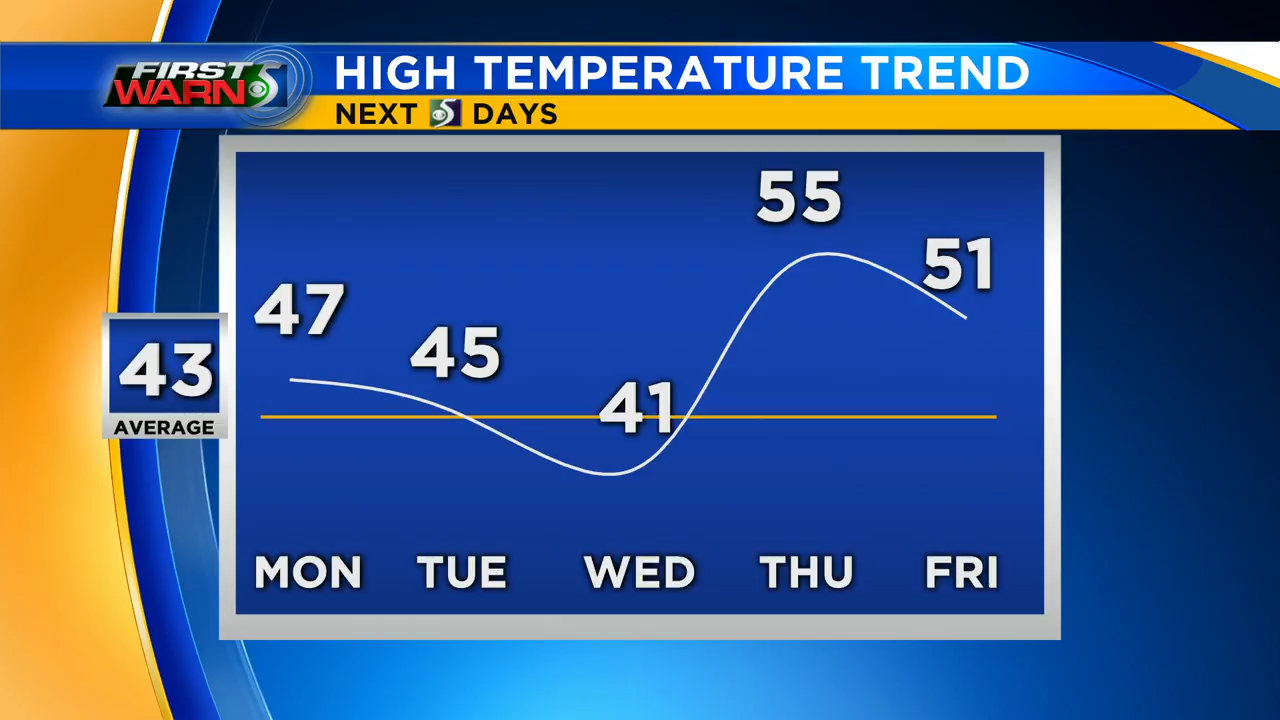 FIRST
WARN 5
HIGH TEMPERATURE TREND
NEXT 5 DAYS
55
51
47
45
43
41
AVERAGE
MON TUE WED THU FRI